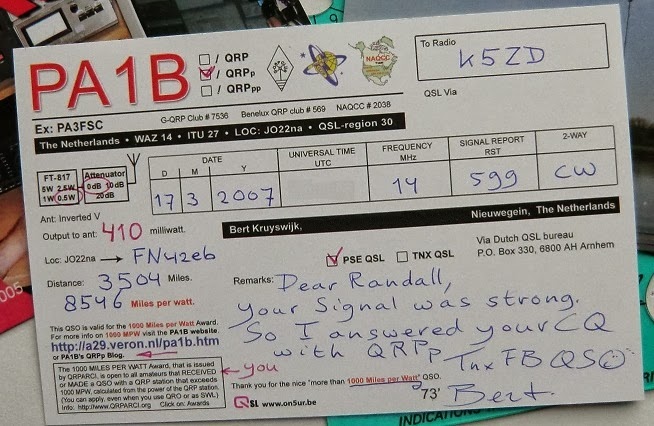 PA1B
/ QRP
/ QRPp
/ QRPpp
NAQCC
To Radio
K5ZD
QSL Via
Ex: PA3FSC
G-QRP Club # 7536 Benelux QRP club # 569 NAQCC # 2038
The Netherlands • WAZ 14 • ITU 27 • LOC: JO22na • QSL-region 30
FT-817
5W 2.5W
1W 0.5W
Attenuator
0dB 10dB
20dB
DATE
D M Y
17 3 2007
UNIVERSAL TIME
UTC
FREQUENCY
MHz
14
SIGNAL REPORT
RST
599
2-WAY
CW
Ant: Inverted V
Output to ant: 410 milliwatt.
Bert Kruyswijk, Nieuwegein, The Netherlands
Loc: JO22na → FN42eb
Distance: 3504 Miles.
8546 Miles per watt.
PSE QSL TNX QSL
Via Dutch QSL bureau
P.O. Box 330, 6800 AH Arnhem
Remarks: Dear Randall,
your Signal was strong.
So I answered your CQ
with QRPp Tnx FB QSO
This QSO is valid for the 1000 Miles per Watt Award.
For more info on 1000 MPW visit the PA1B website.
http://a29.veron.nl/pa1b.htm
or PA1B's QRPp Blog.
The 1000 MILES PER WATT Award, that is issued
by QRPARCI, is open to all amateurs that RECEIVED
or MADE a QSO with a QRP station that exceeds
1000 MPW, calculated from the power of the QRP station.
(You can apply, even when you use QRO or as SWL)
Info: http://www.QRPARCI.org Click on: Awards
← you
Thank you for the nice "more than 1000 Miles per Watt" QSO.
QSL www.on5ur.be
73' Bert.
005
INDICATIONS